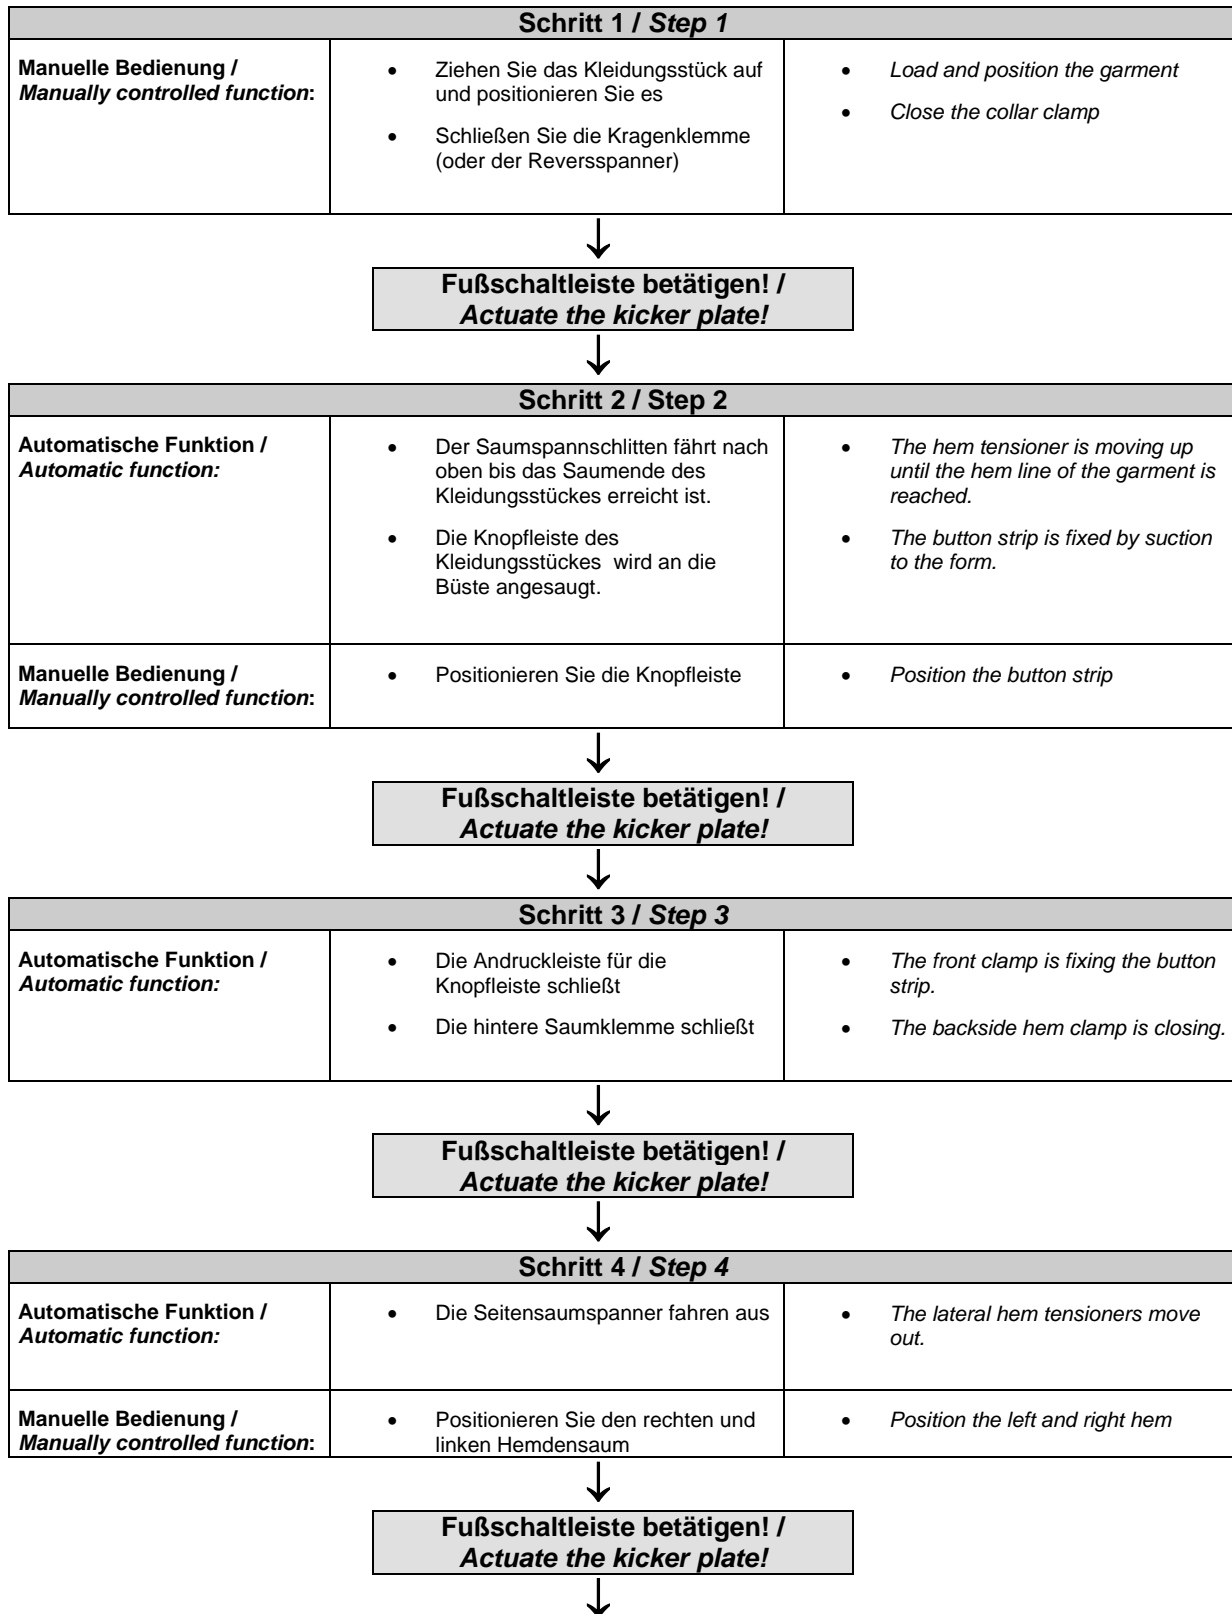 Schritt 1 / Step 1
Manuelle Bedienung /
Manually controlled function:
• Ziehen Sie das Kleidungsstück auf
und positionieren Sie es
• Schließen Sie die Kragenklemme
(oder der Reversspanner)
• Load and position the garment
• Close the collar clamp
Fußschaltleiste betätigen! /
Actuate the kicker plate!
Schritt 2 / Step 2
Automatische Funktion /
Automatic function:
• Der Saumspannschlitten fährt nach
oben bis das Saumende des
Kleidungsstückes erreicht ist.
• Die Knopfleiste des
Kleidungsstückes wird an die
Büste angesaugt.
• The hem tensioner is moving up
until the hem line of the garment is
reached.
• The button strip is fixed by suction
to the form.
Manuelle Bedienung /
Manually controlled function:
• Positionieren Sie die Knopfleiste
• Position the button strip
Fußschaltleiste betätigen! /
Actuate the kicker plate!
Schritt 3 / Step 3
Automatische Funktion /
Automatic function:
• Die Andruckleiste für die
Knopfleiste schließt
• Die hintere Saumklemme schließt
• The front clamp is fixing the button
strip.
• The backside hem clamp is closing.
Fußschaltleiste betätigen! /
Actuate the kicker plate!
Schritt 4 / Step 4
Automatische Funktion /
Automatic function:
• Die Seitensaumspanner fahren aus
• The lateral hem tensioners move
out.
Manuelle Bedienung /
Manually controlled function:
• Positionieren Sie den rechten und
linken Hemdensaum
• Position the left and right hem
Fußschaltleiste betätigen! /
Actuate the kicker plate!